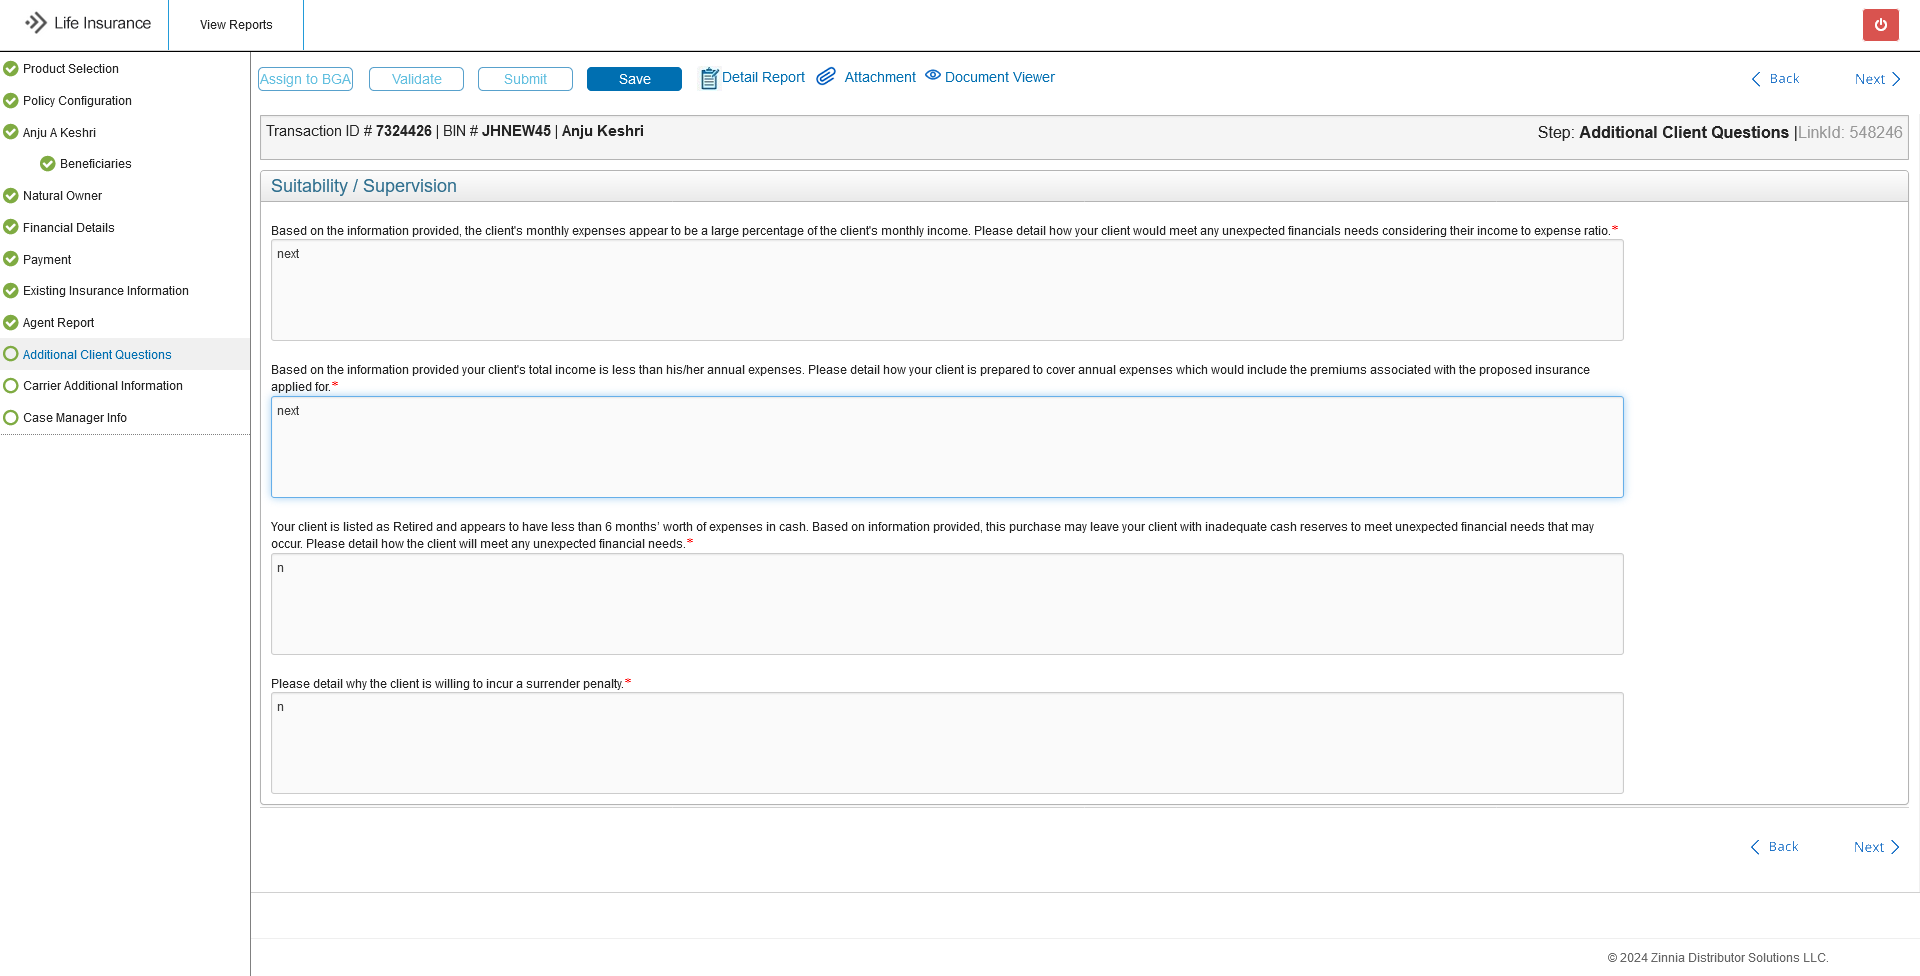 Life Insurance
View Reports
Product Selection
Policy Configuration
Anju A Keshri
Beneficiaries
Natural Owner
Financial Details
Payment
Existing Insurance Information
Agent Report
Additional Client Questions
Carrier Additional Information
Case Manager Info
Assign to BGA
Validate
Submit
Save
Detail Report
Attachment
Document Viewer
Back
Next
Transaction ID # 7324426 | BIN # JHNEW45 | Anju Keshri
Step: Additional Client Questions |LinkId: 548246
Suitability / Supervision
Based on the information provided, the client's monthly expenses appear to be a large percentage of the client's monthly income. Please detail how your client would meet any unexpected financials needs considering their income to expense ratio.*
next
Based on the information provided your client's total income is less than his/her annual expenses. Please detail how your client is prepared to cover annual expenses which would include the premiums associated with the proposed insurance
applied for.*
next
Your client is listed as Retired and appears to have less than 6 months’ worth of expenses in cash. Based on information provided, this purchase may leave your client with inadequate cash reserves to meet unexpected financial needs that may
occur. Please detail how the client will meet any unexpected financial needs.*
n
Please detail why the client is willing to incur a surrender penalty.*
n
Back
Next
© 2024 Zinnia Distributor Solutions LLC.